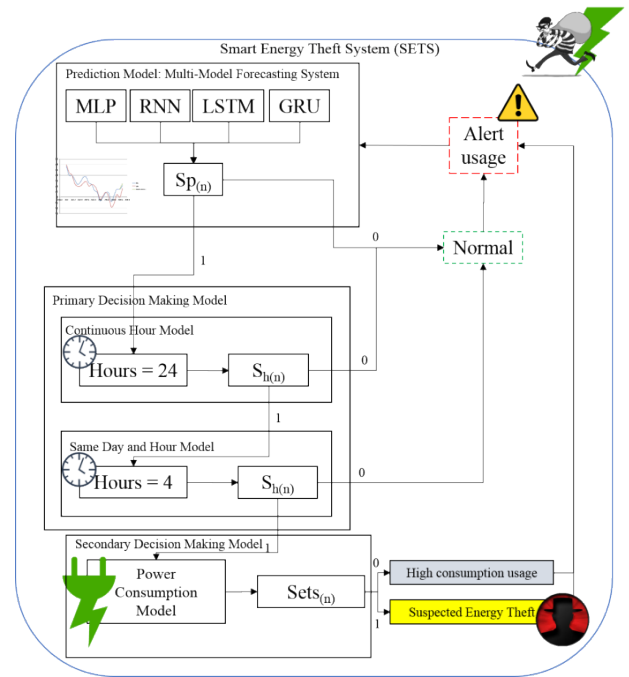 Smart Energy Theft System (SETS)
Prediction Model: Multi-Model Forecasting System
MLP
RNN
LSTM
GRU
Alert
usage
Sp(n)
0
Normal
1
Primary Decision Making Model
Continuous Hour Model
Hours = 24
Sh(n)
0
1
Same Day and Hour Model
Hours = 4
Sh(n)
0
1
Secondary Decision Making Model
Power
Consumption
Model
Sets(n)
0
High consumption usage
1
Suspected Energy Theft